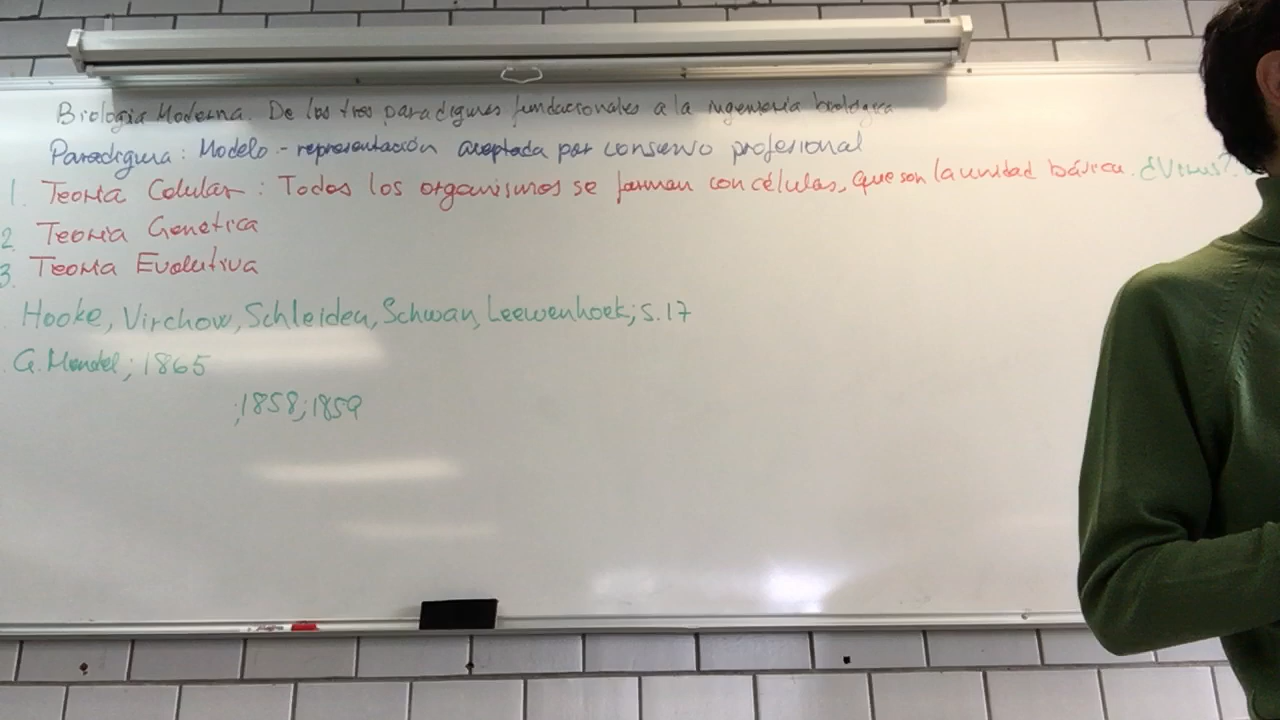 Biología Moderna. De los tres paradigmas fundacionales a la ingeniería biológica
Paradigma: Modelo - representación aceptada por consenso profesional
1. Teoría Celular: Todos los organismos se forman con células, que son la unidad básica. ¿Virus?
2. Teoría Genética
3. Teoría Evolutiva
Hooke, Virchow, Schleiden, Schwan, Leewenhoek; S.17
G. Mendel; 1865
;1858;1859